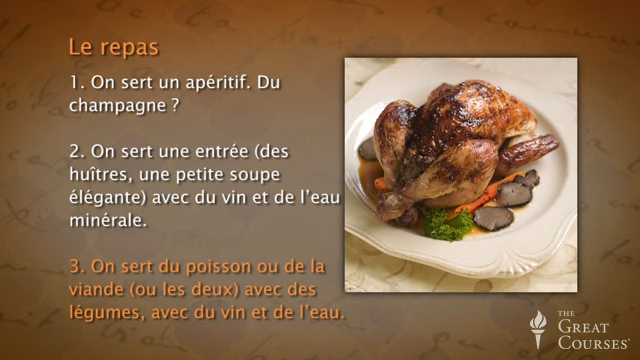 Le repas
1. On sert un apéritif. Du
champagne ?
2. On sert une entrée (des
huîtres, une petite soupe
élégante) avec du vin et de l'eau
minérale.
3. On sert du poisson ou de la
viande (ou les deux) avec des
légumes, avec du vin et de l'eau.
THE
GREAT
COURSES®